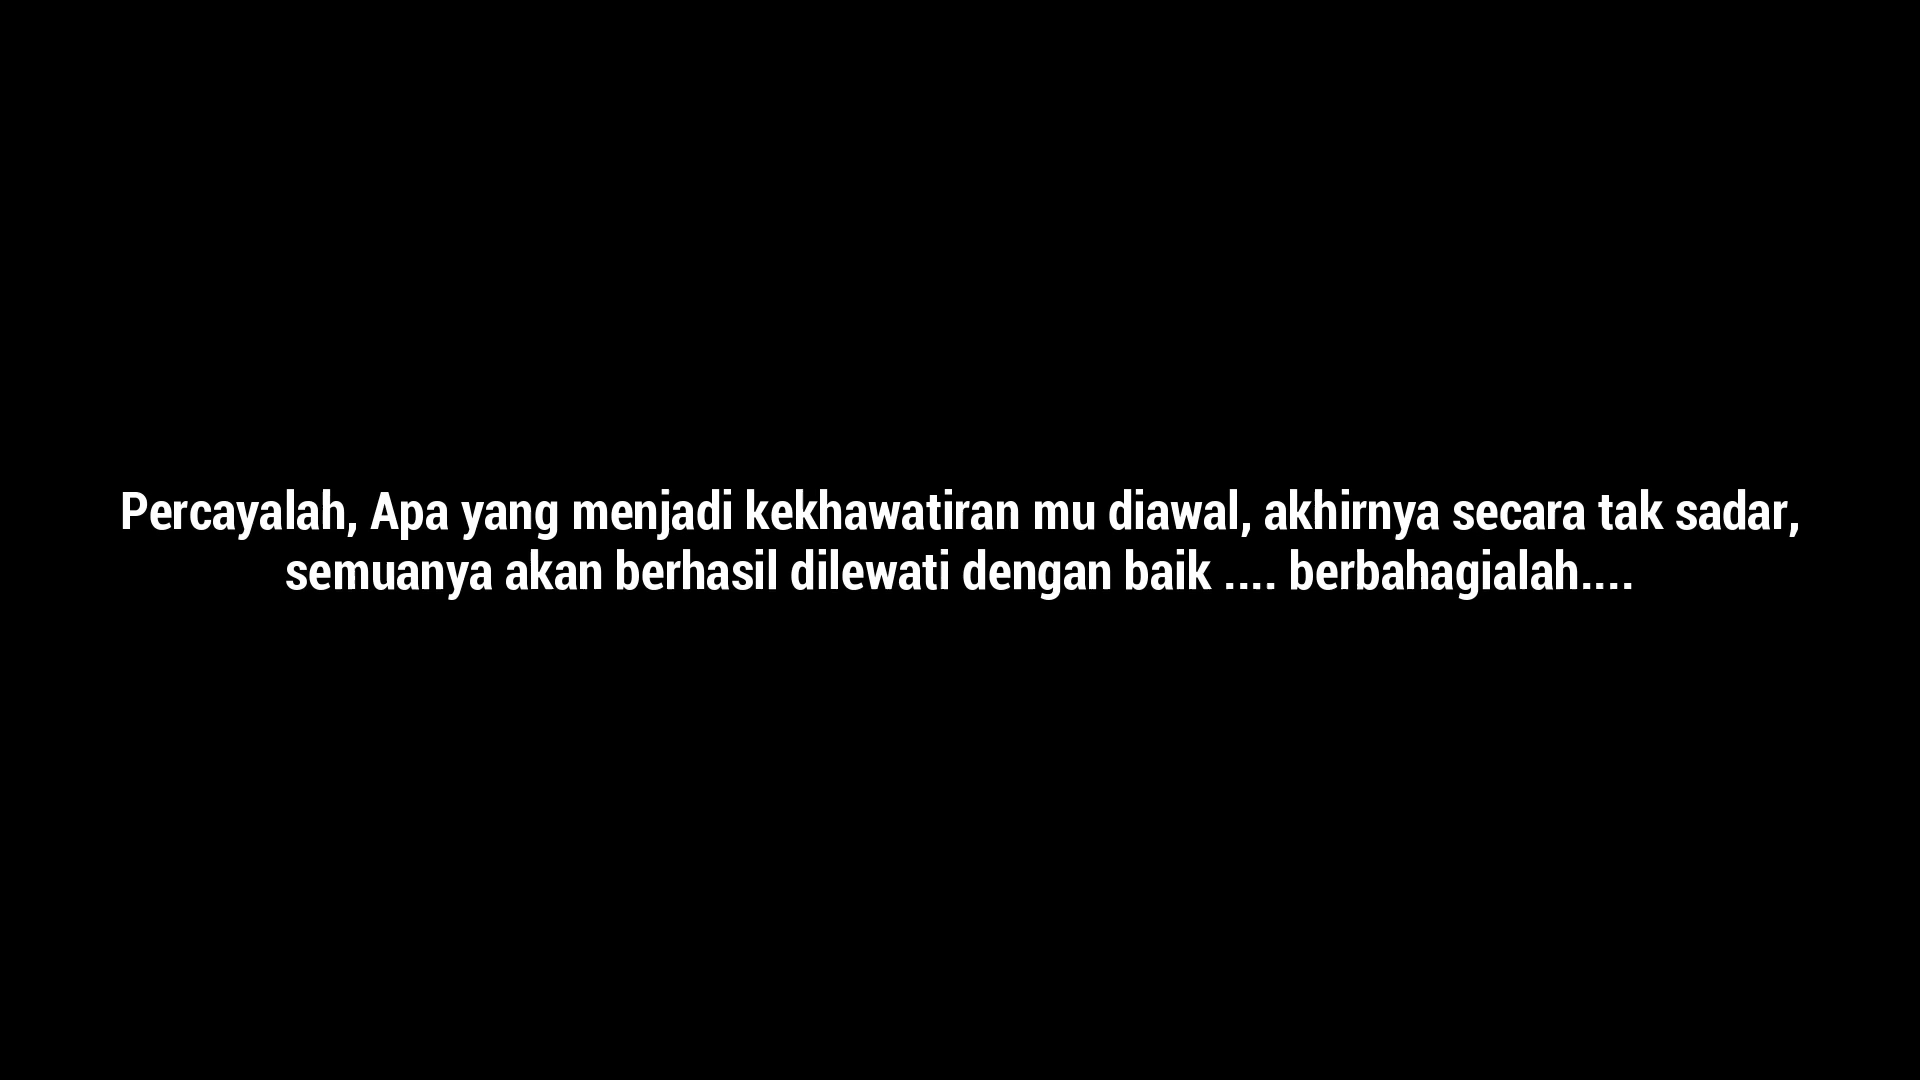 Percayalah, Apa yang menjadi kekhawatiran mu diawal, akhirnya secara tak sadar,
semuanya akan berhasil dilewati dengan baik .... berbahagialah....